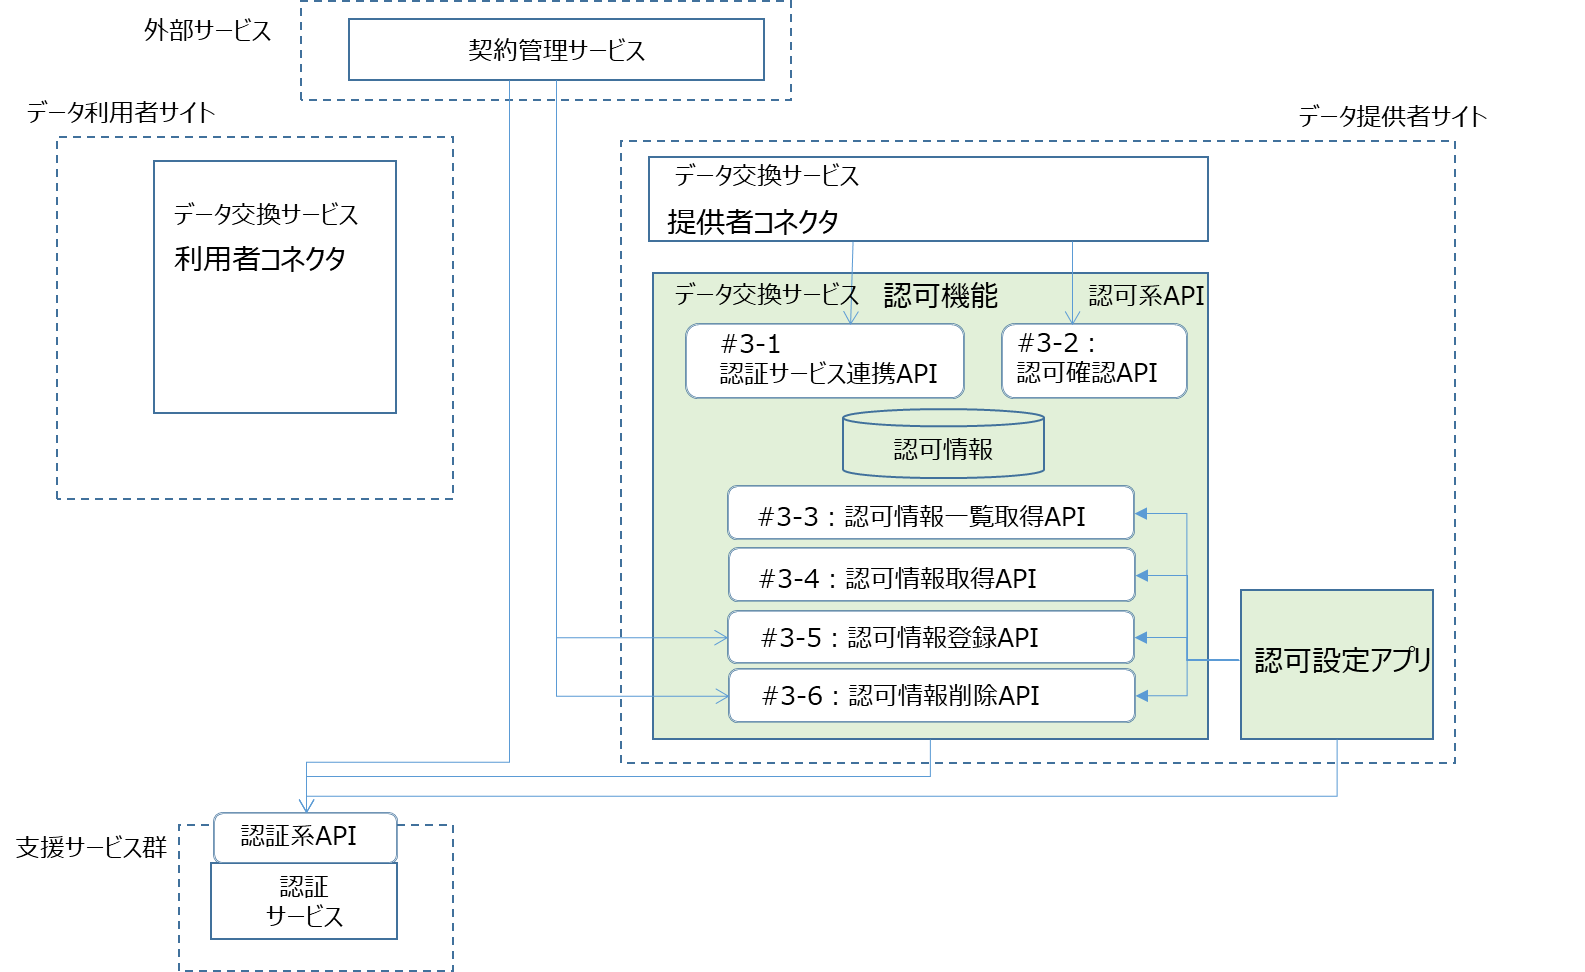 外部サービス
契約管理サービス
データ利用者サイト
データ提供者サイト
データ交換サービス
利用者コネクタ
データ交換サービス
提供者コネクタ
データ交換サービス 認可機能 認可系API
#3-1
認証サービス連携API
#3-2：
認可確認API
認可情報
#3-3：認可情報一覧取得API
#3-4：認可情報取得API
#3-5：認可情報登録API
#3-6：認可情報削除API
認可設定アプリ
支援サービス群
認証系API
認証
サービス